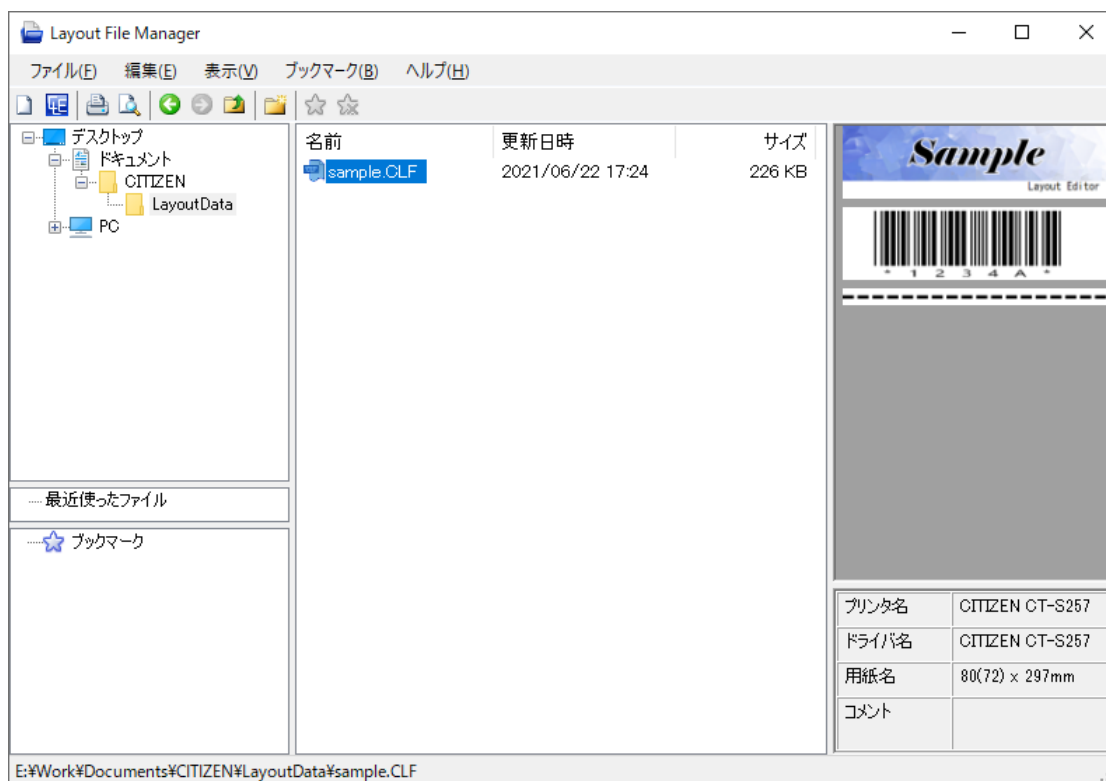 Layout File Manager
ファイル(F) 編集(E) 表示(V) ブックマーク(B) ヘルプ(H)
デスクトップ
ドキュメント
CITIZEN
LayoutData
PC
最近使ったファイル
ブックマーク
名前 更新日時 サイズ
sample.CLF 2021/06/22 17:24 226 KB
Sample
Layout Editor
*1234A*
プリンタ名 CITIZEN CT-S257
ドライバ名 CITIZEN CT-S257
用紙名 80(72) x 297mm
コメント
E:¥Work¥Documents¥CITIZEN¥LayoutData¥sample.CLF